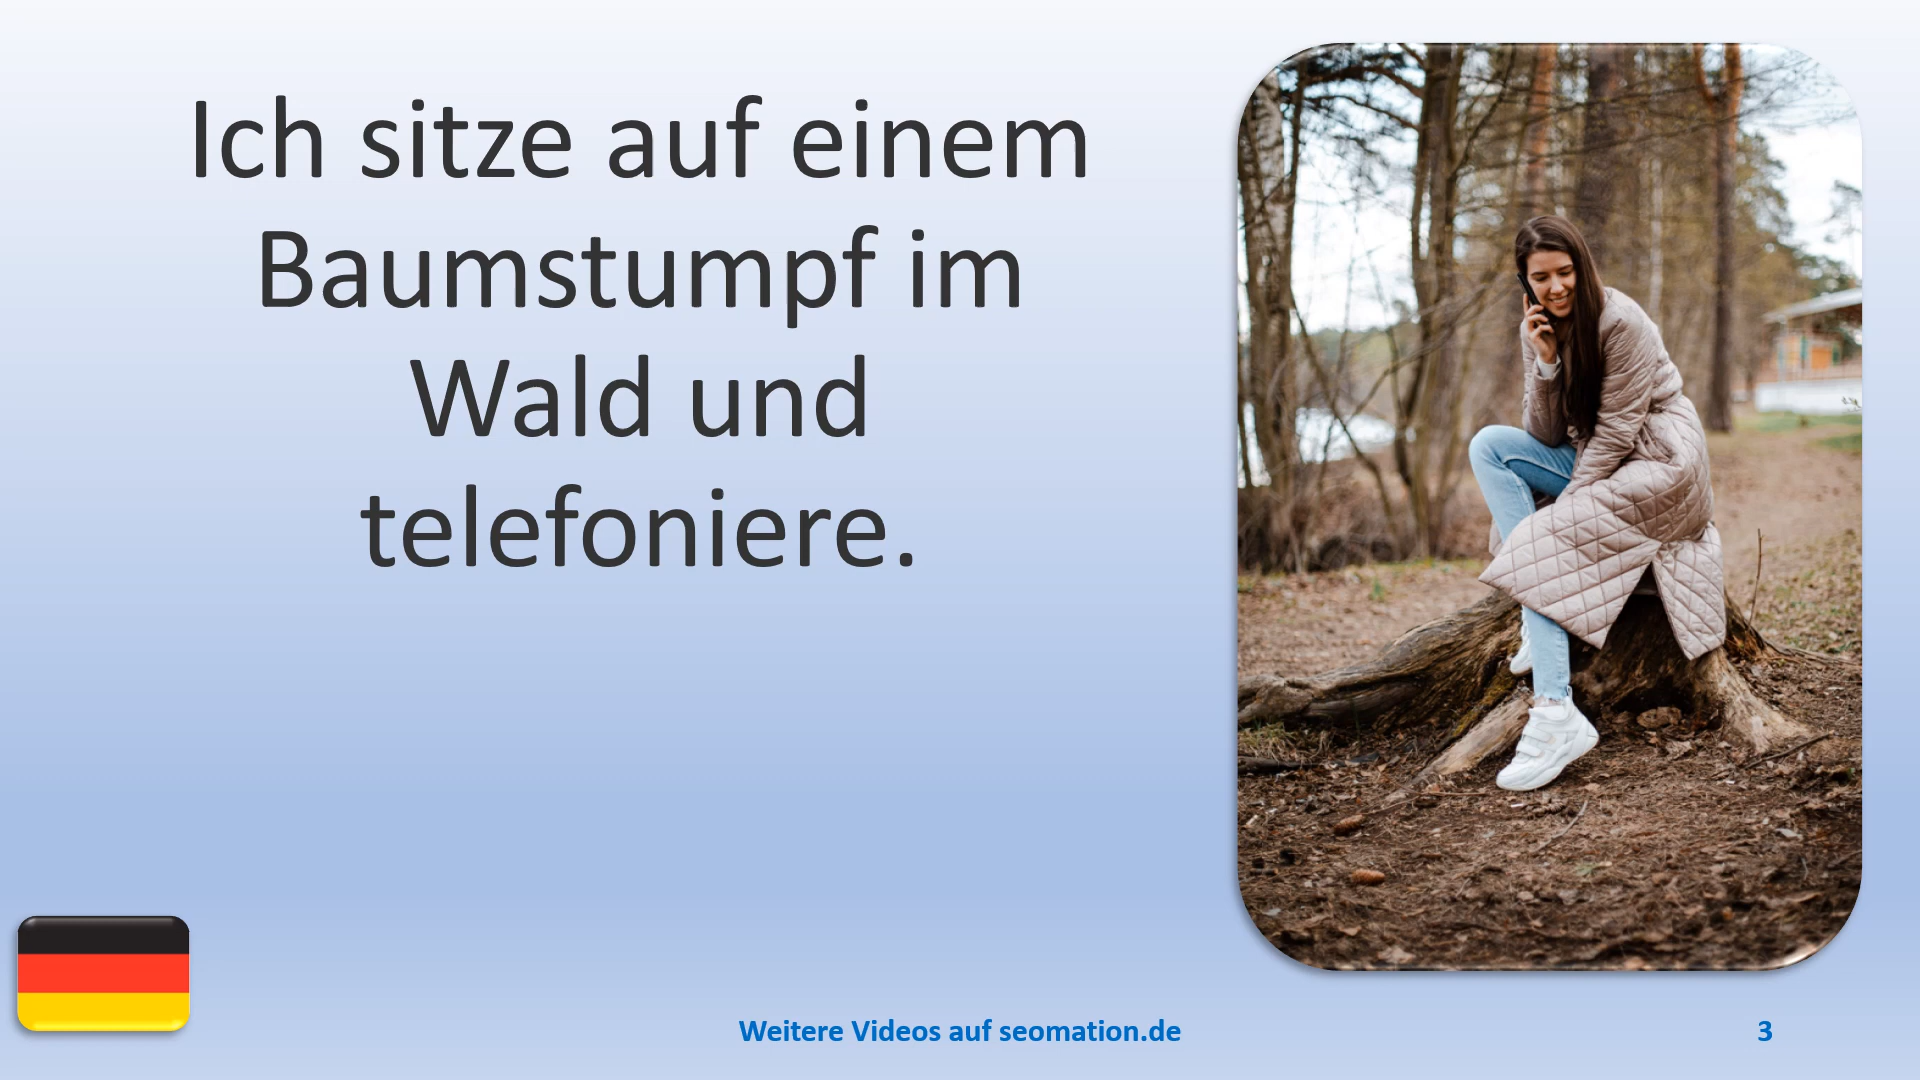 Ich sitze auf einem
Baumstumpf im
Wald und
telefoniere.
Weitere Videos auf seomation.de
3